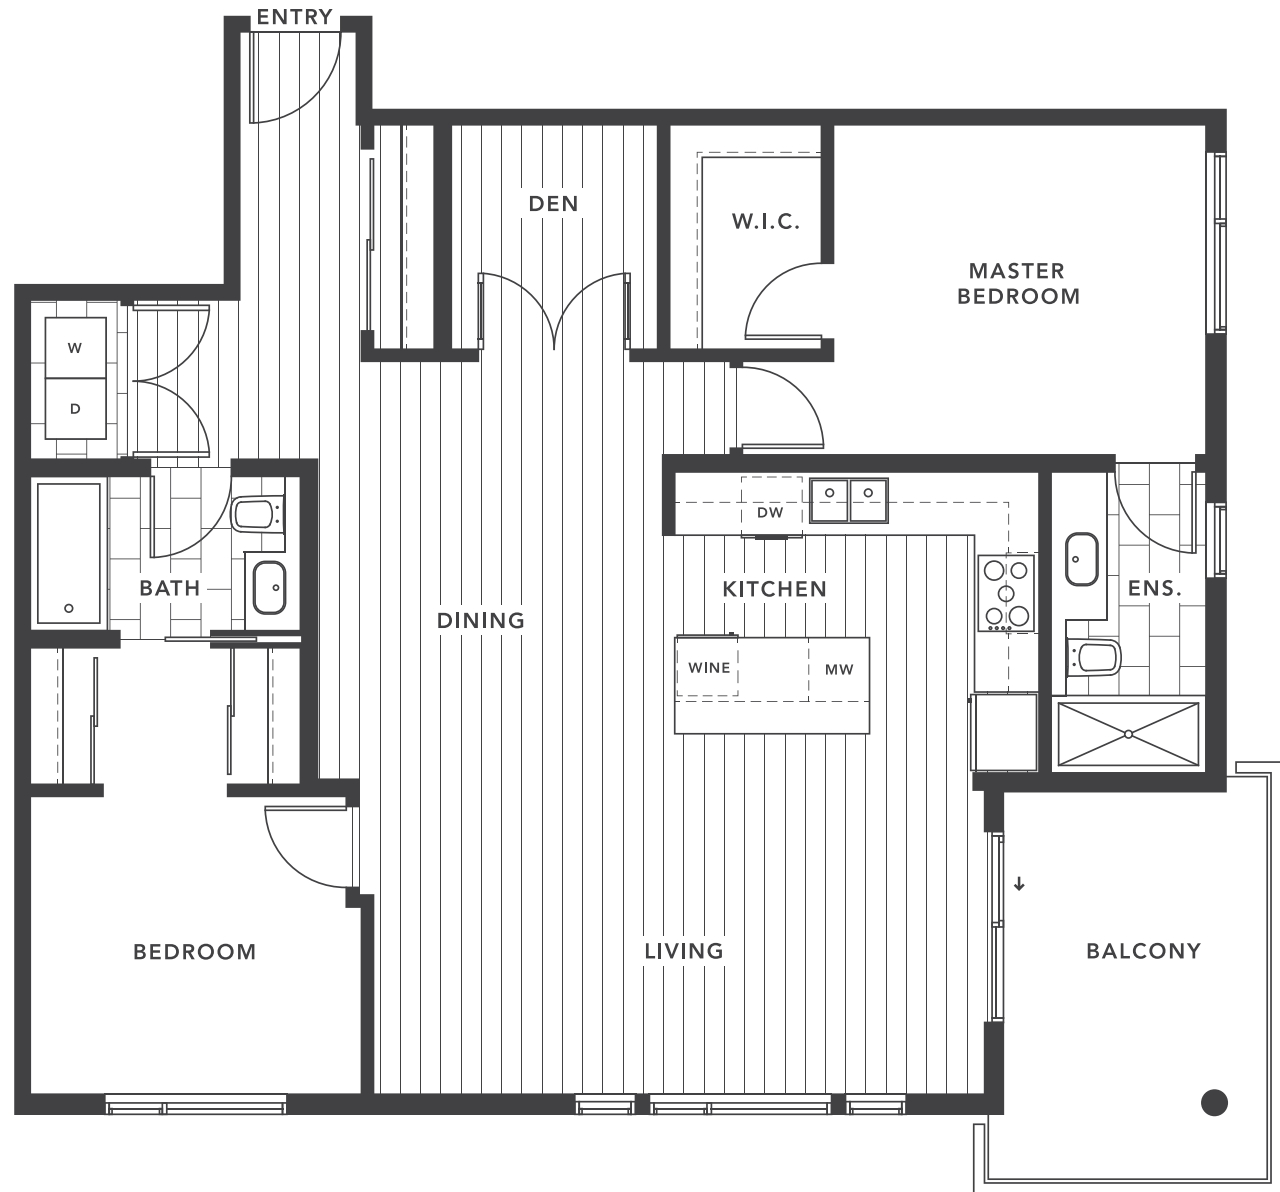 ENTRY
DEN
W.I.C.
MASTER
BEDROOM
W
D
DW
BATH
KITCHEN
ENS.
DINING
WINE
MW
BEDROOM
LIVING
BALCONY